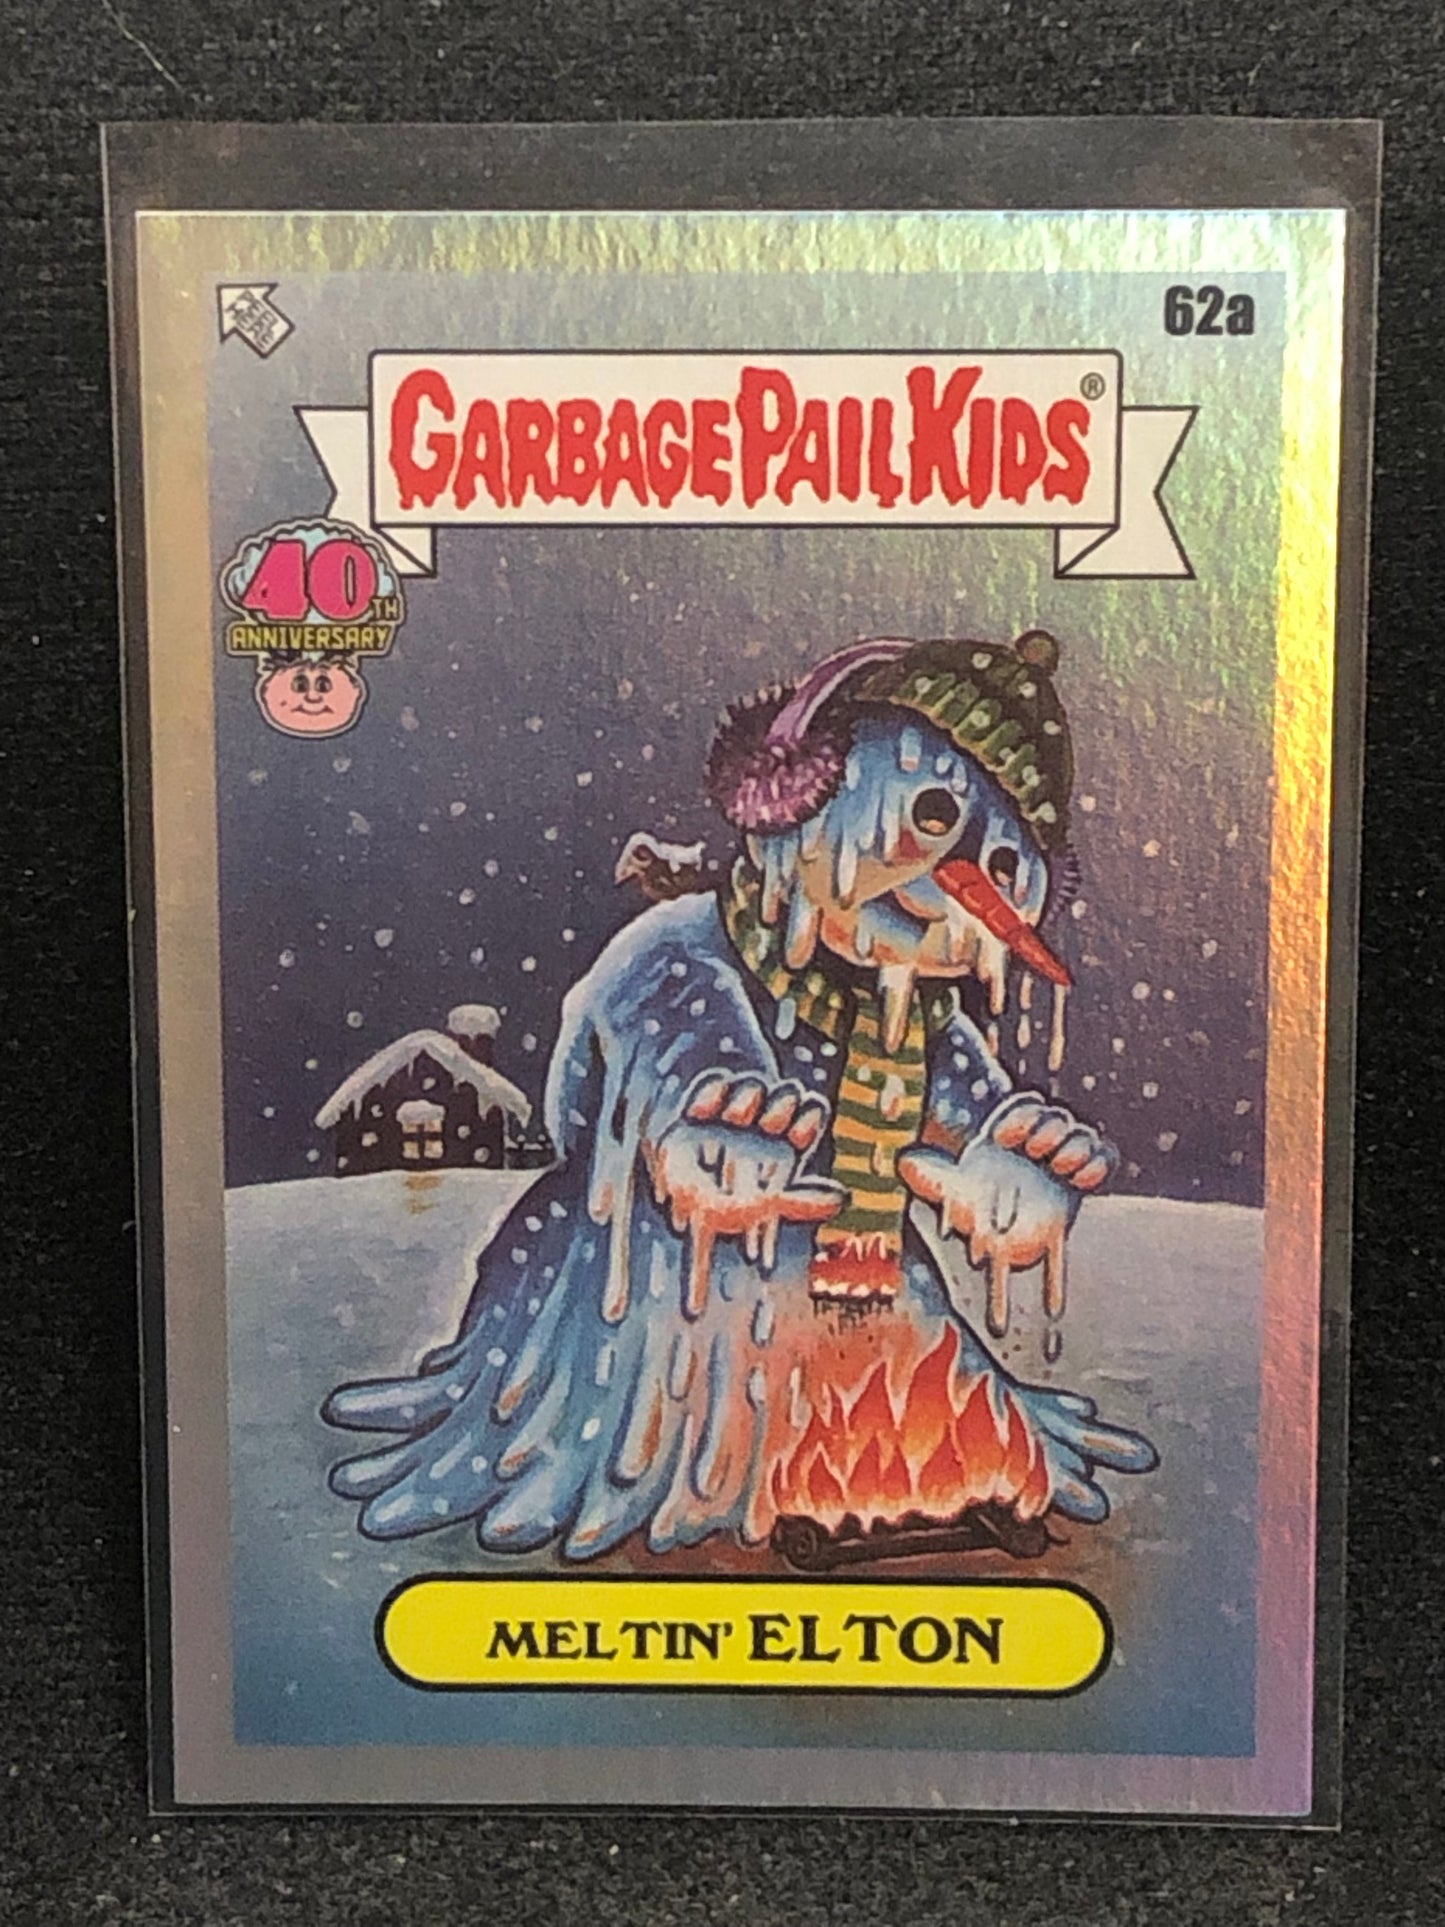 62a
GARBAGE PAIL KIDS®
40TH
ANNIVERSARY
MELTIN' ELTON